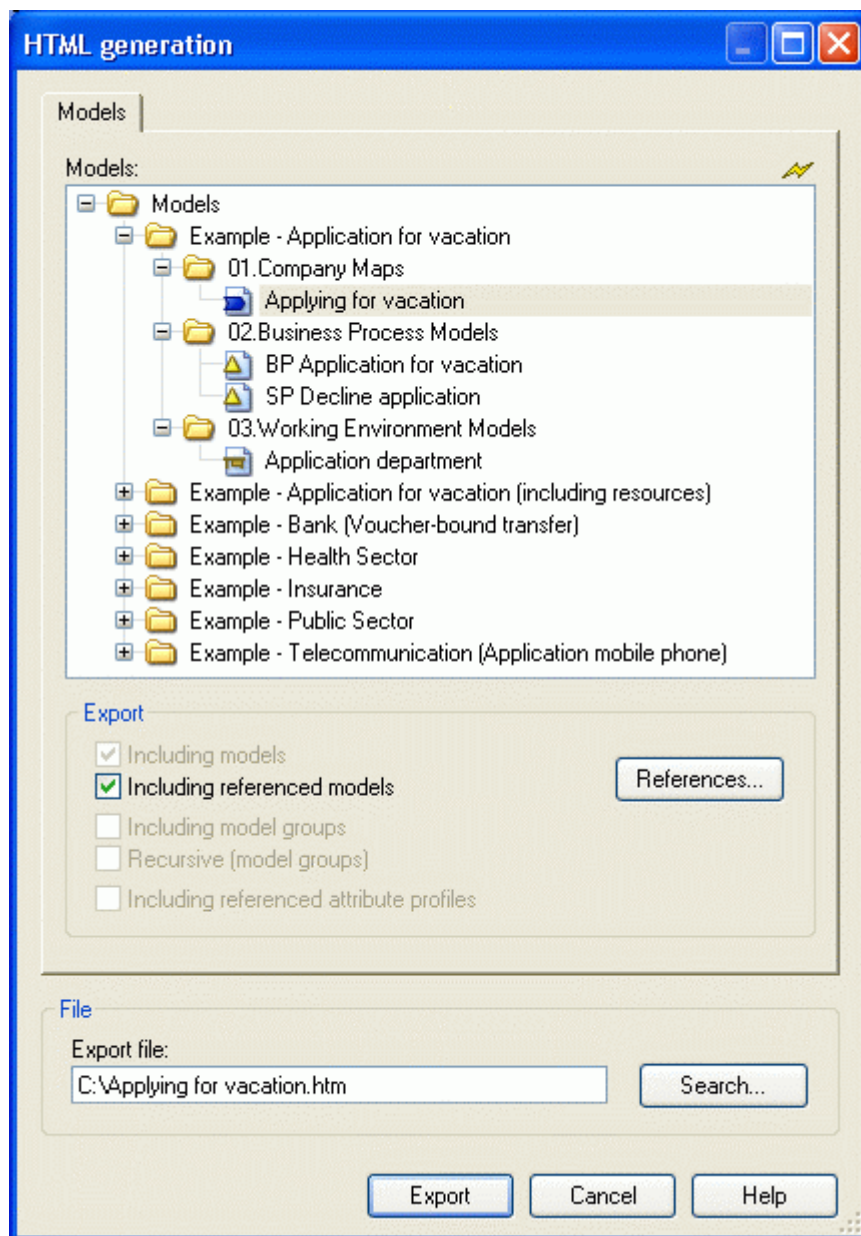 HTML generation
Models
Models:
Models
Example - Application for vacation
01.Company Maps
Applying for vacation
02.Business Process Models
BP Application for vacation
SP Decline application
03.Working Environment Models
Application department
Example - Application for vacation (including resources)
Example - Bank (Voucher-bound transfer)
Example - Health Sector
Example - Insurance
Example - Public Sector
Example - Telecommunication (Application mobile phone)
Export
Including models
Including referenced models
References...
Including model groups
Recursive (model groups)
Including referenced attribute profiles
File
Export file:
C:\Applying for vacation.htm
Search...
Export Cancel Help